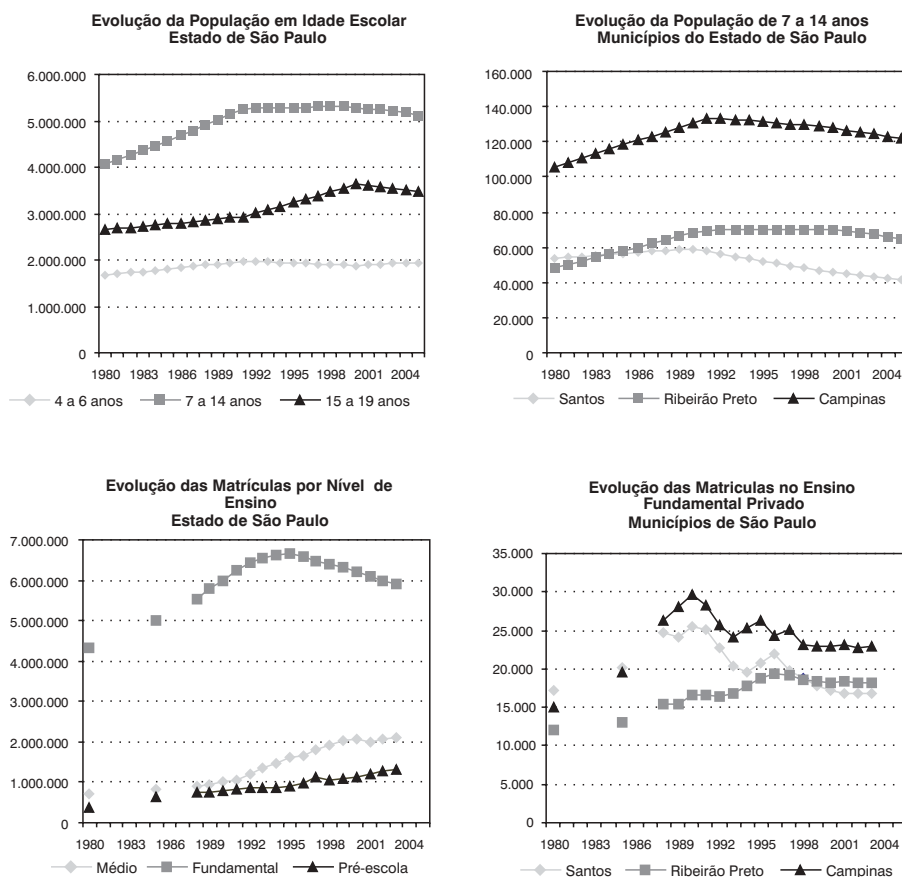 Evolução da População em Idade Escolar
Estado de São Paulo
6.000.000
5.000.000
4.000.000
3.000.000
2.000.000
1.000.000
0
1980 1983 1986 1989 1992 1995 1998 2001 2004
4 a 6 anos 7 a 14 anos 15 a 19 anos
Evolução da População de 7 a 14 anos
Municípios do Estado de São Paulo
160.000
140.000
120.000
100.000
80.000
60.000
40.000
20.000
0
1980 1983 1986 1989 1992 1995 1998 2001 2004
Santos Ribeirão Preto Campinas
Evolução das Matrículas por Nível de
Ensino
Estado de São Paulo
7.000.000
6.000.000
5.000.000
4.000.000
3.000.000
2.000.000
1.000.000
0
1980 1983 1986 1989 1992 1995 1998 2001 2004
Médio Fundamental Pré-escola
Evolução das Matriculas no Ensino
Fundamental Privado
Municípios de São Paulo
35.000
30.000
25.000
20.000
15.000
10.000
5.000
0
1980 1983 1986 1989 1992 1995 1998 2001 2004
Santos Ribeirão Preto Campinas